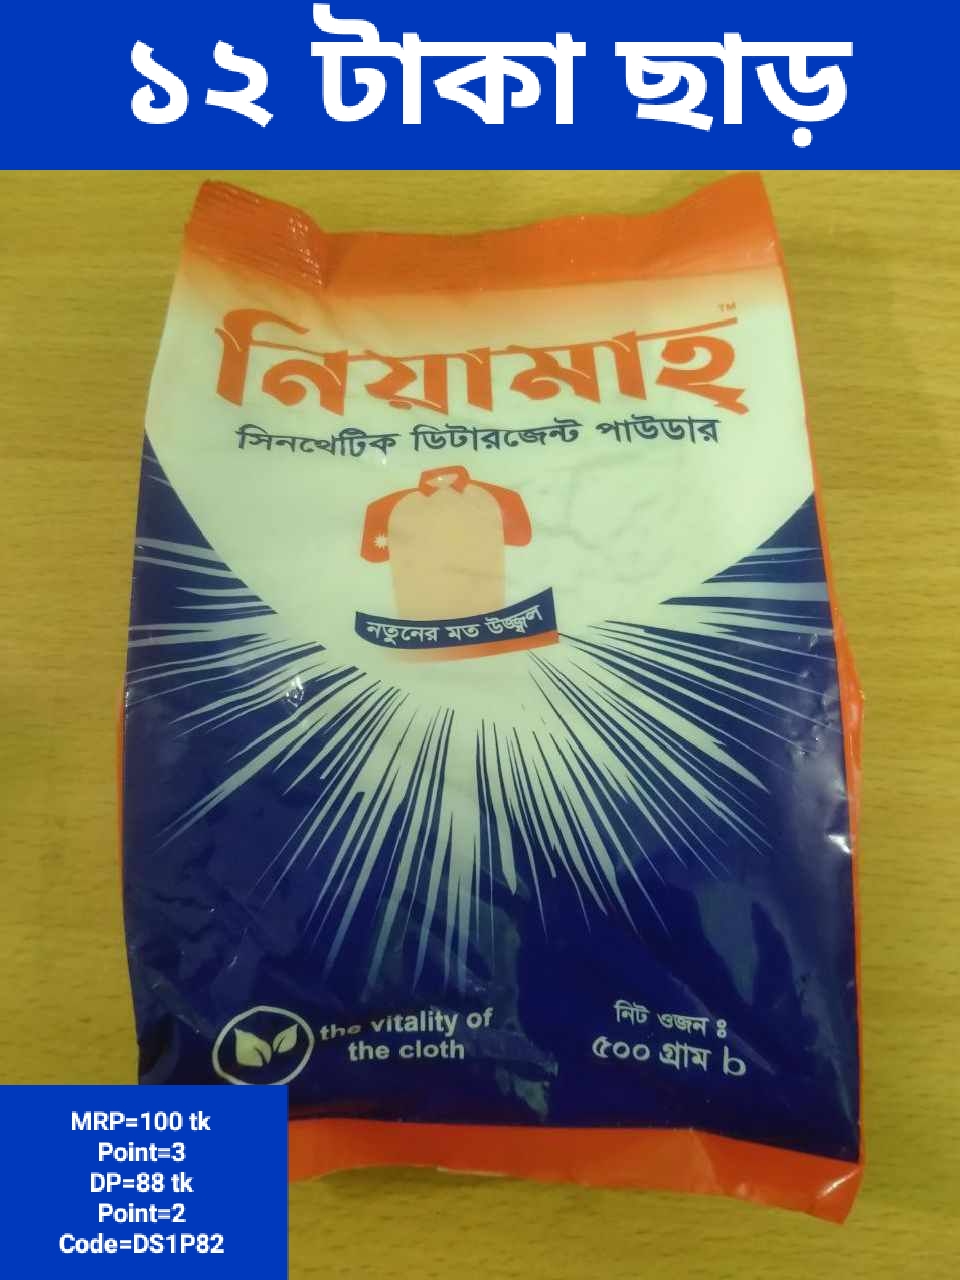 ১২ টাকা ছাড়
নিয়ামাহ্ ™
সিনথেটিক ডিটারজেন্ট পাউডার
নতুনের মত উজ্জ্বল
the vitality of
the cloth
নিট ওজন ঃ
৫০০ গ্রাম b
MRP=100 tk
Point=3
DP=88 tk
Point=2
Code=DS1P82